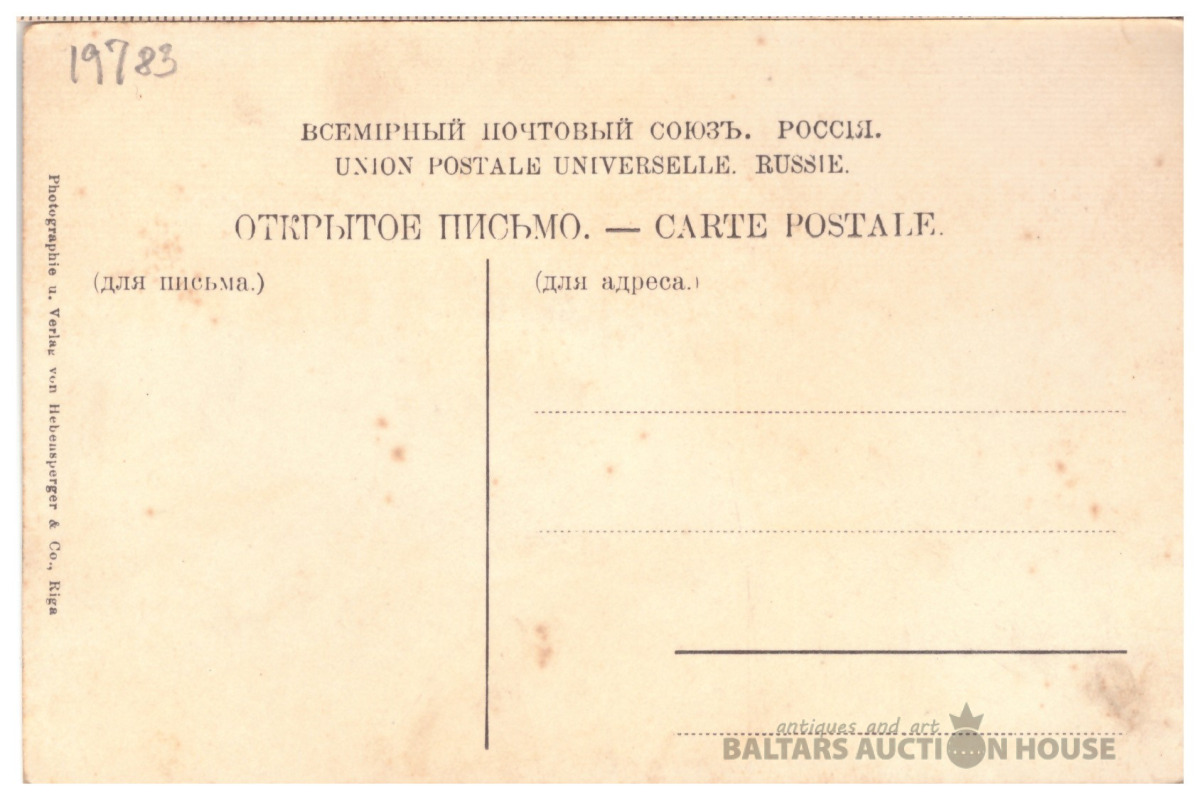 19783
ВСЕМІРНЫЙ ПОЧТОВЫЙ СОЮЗЪ. РОССІЯ.
UNION POSTALE UNIVERSELLE. RUSSIE.
ОТКРЫТОЕ ПИСЬМО. — CARTE POSTALE.
(для письма.)
(для адреса.)
Photographie u. Verlag von Hebensperger & Co., Riga
antiques and art
BALTARS AUCTION HOUSE